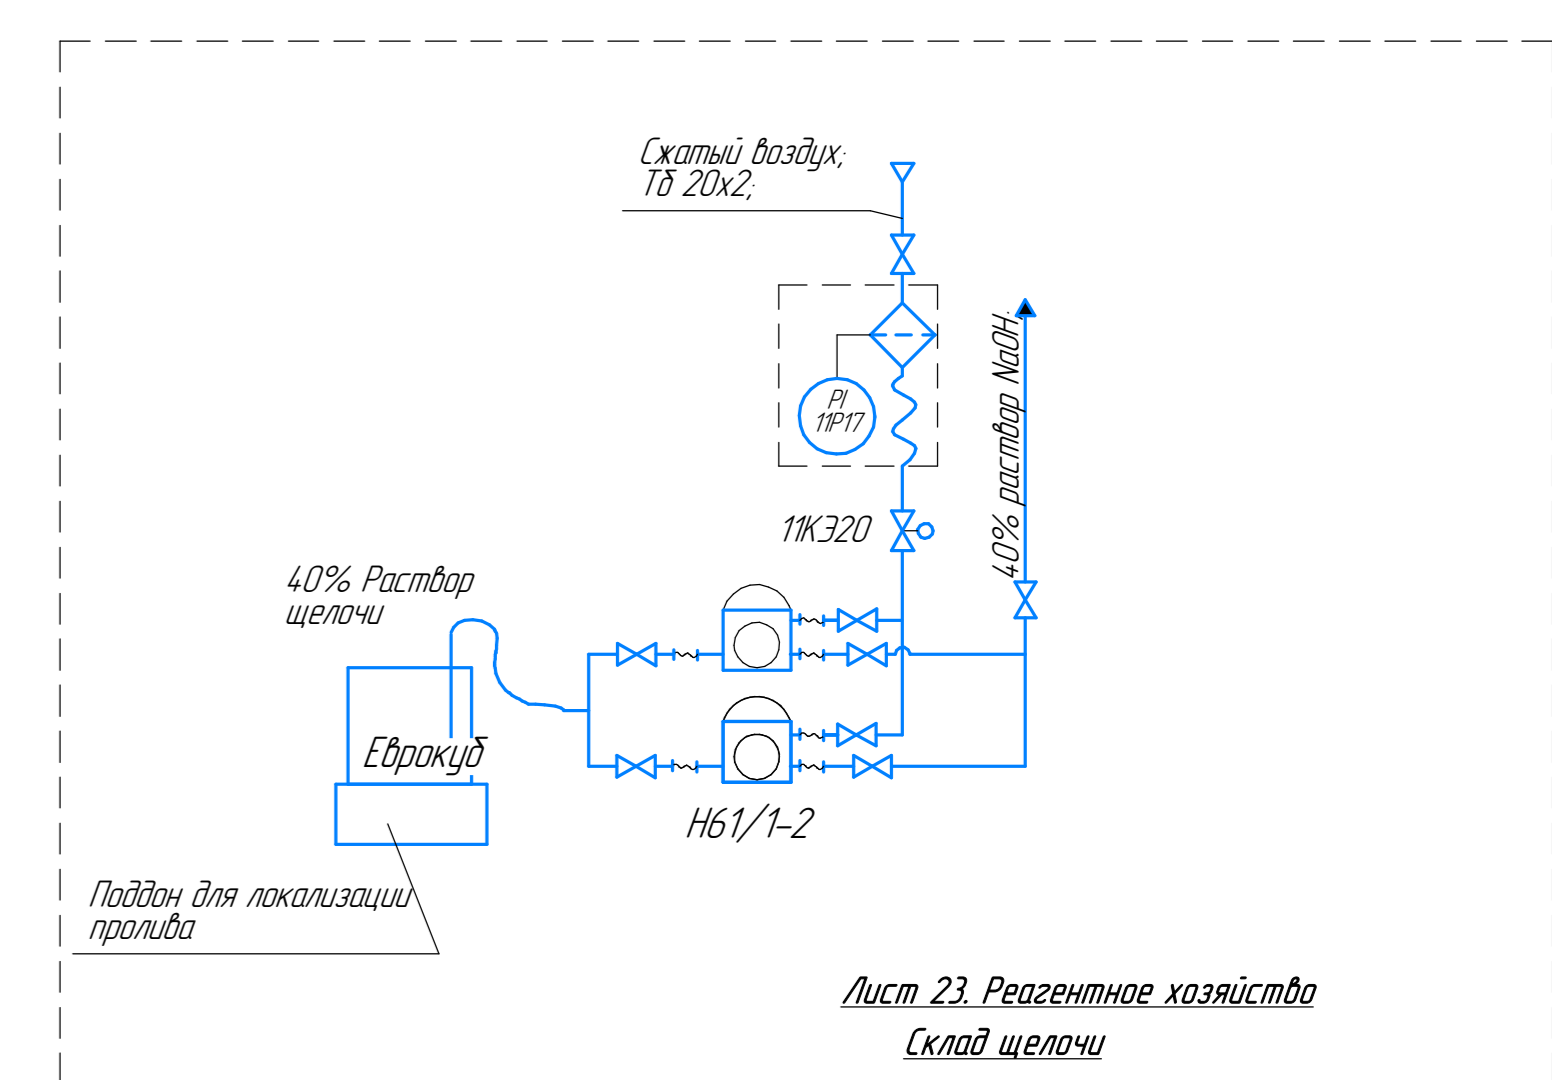 Сжатый воздух;
Тб 20х2;
40% раствор NaOH.
PI
11P17
11КЭ20
40% Раствор
щелочи
Еврокуб
Н61/1-2
Поддон для локализации
пролива
Лист 23. Реагентное хозяйство
Склад щелочи